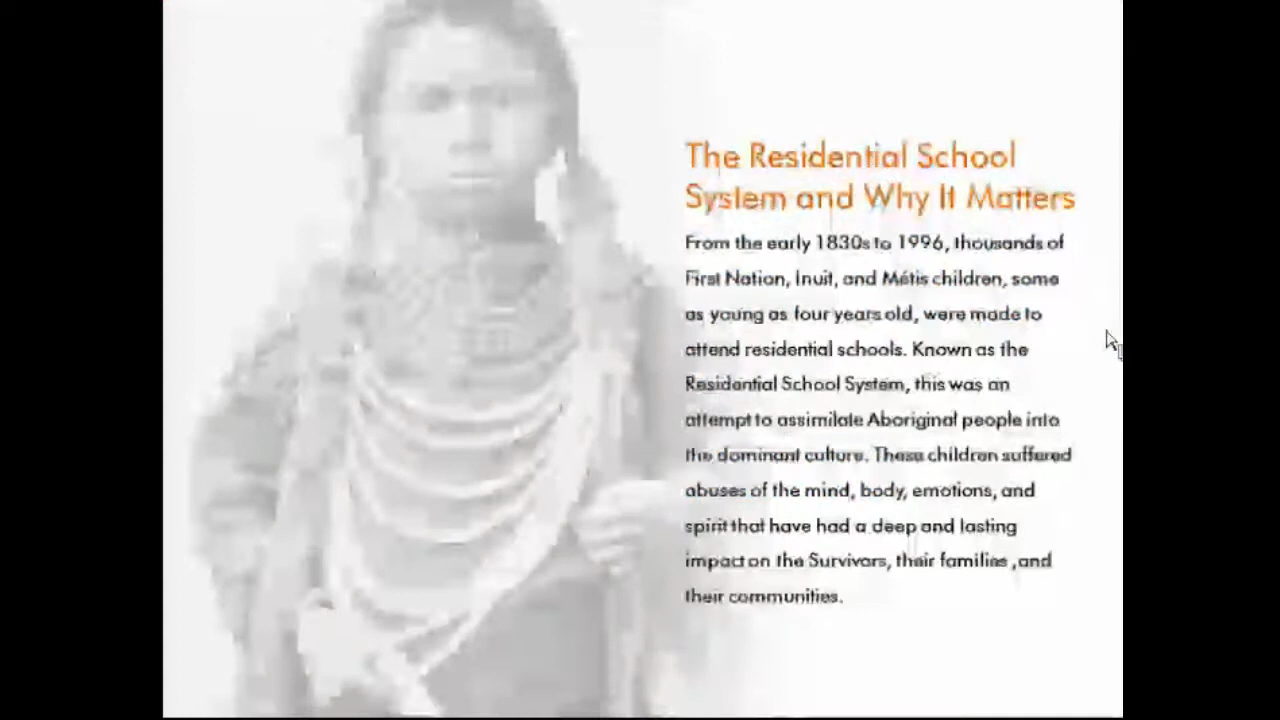 The Residential School
System and Why It Matters
From the early 1830s to 1996, thousands of
First Nation, Inuit, and Métis children, some
as young as four years old, were made to
attend residential schools. Known as the
Residential School System, this was an
attempt to assimilate Aboriginal people into
the dominant culture. These children suffered
abuses of the mind, body, emotions, and
spirit that have had a deep and lasting
impact on the Survivors, their families ,and
their communities.